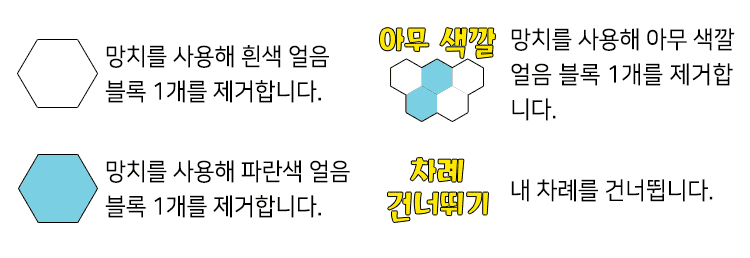 망치를 사용해 흰색 얼음
블록 1개를 제거합니다.
아무 색깔
망치를 사용해 아무 색깔
얼음 블록 1개를 제거합
니다.
망치를 사용해 파란색 얼음
블록 1개를 제거합니다.
차례
건너뛰기
내 차례를 건너뜁니다.